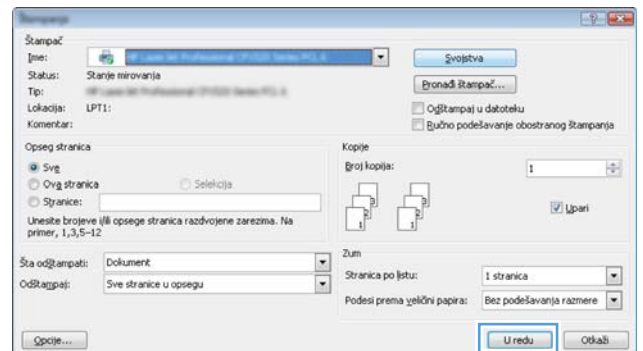 Štampanja
Štampač
Ime:
Svojstva
Status: Stanje mirovanja
Pronađi štampač...
Tip:
Lokacija: LPT1:
Odštampaj u datoteku
Komentar:
Ručno podešavanje obostranog štampanja
Opseg stranica
Sve
Ova stranica
Selekcija
Stranice:
Unesite brojeve i/ili opsege stranica razdvojene zarezima. Na
primer, 1,3,5–12
Kopije
Broj kopija: 1
Upari
Šta odštampati: Dokument
Odštampaj: Sve stranice u opsegu
Zum
Stranica po listu: 1 stranica
Podesi prema veličini papira: Bez podešavanja razmere
Opcije...
U redu
Otkaži